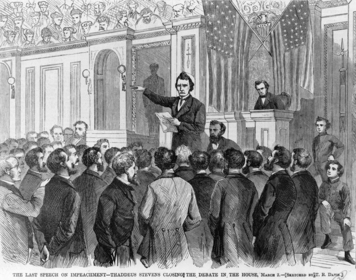 THE LAST SPEECH ON IMPEACHMENT—THADDEUS STEVENS CLOSING THE DEBATE IN THE HOUSE, MARCH 2.—[SKETCHED BY T. R. DAVIS.]